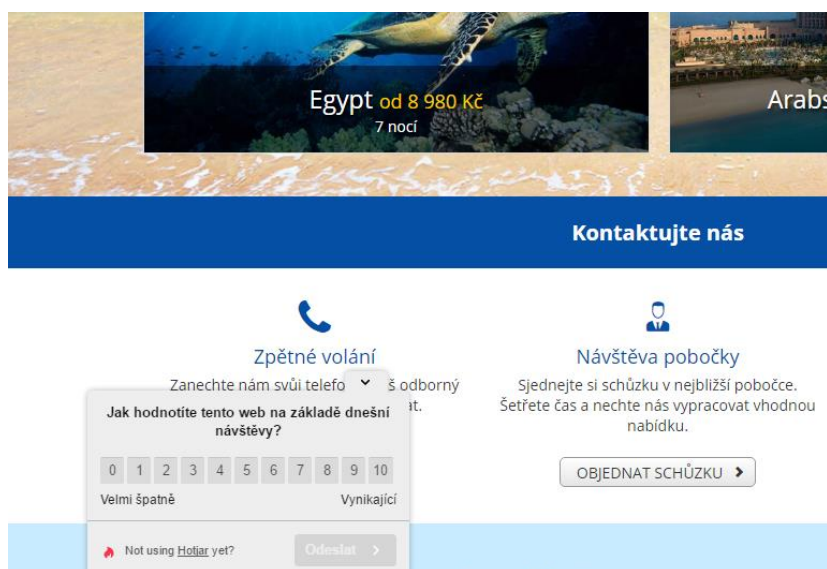 Egypt od 8 980 Kč
7 nocí
Arabs
Kontaktujte nás
Zpětné volání
Zanechte nám svůj telefo š odborný
at.
Návštěva pobočky
Sjednejte si schůzku v nejbližší pobočce.
Šetřete čas a nechte nás vypracovat vhodnou
nabídku.
OBJEDNAT SCHŮZKU
Jak hodnotíte tento web na základě dnešní
návštěvy?
0 1 2 3 4 5 6 7 8 9 10
Velmi špatně Vynikající
Not using Hotjar yet?
Odeslat